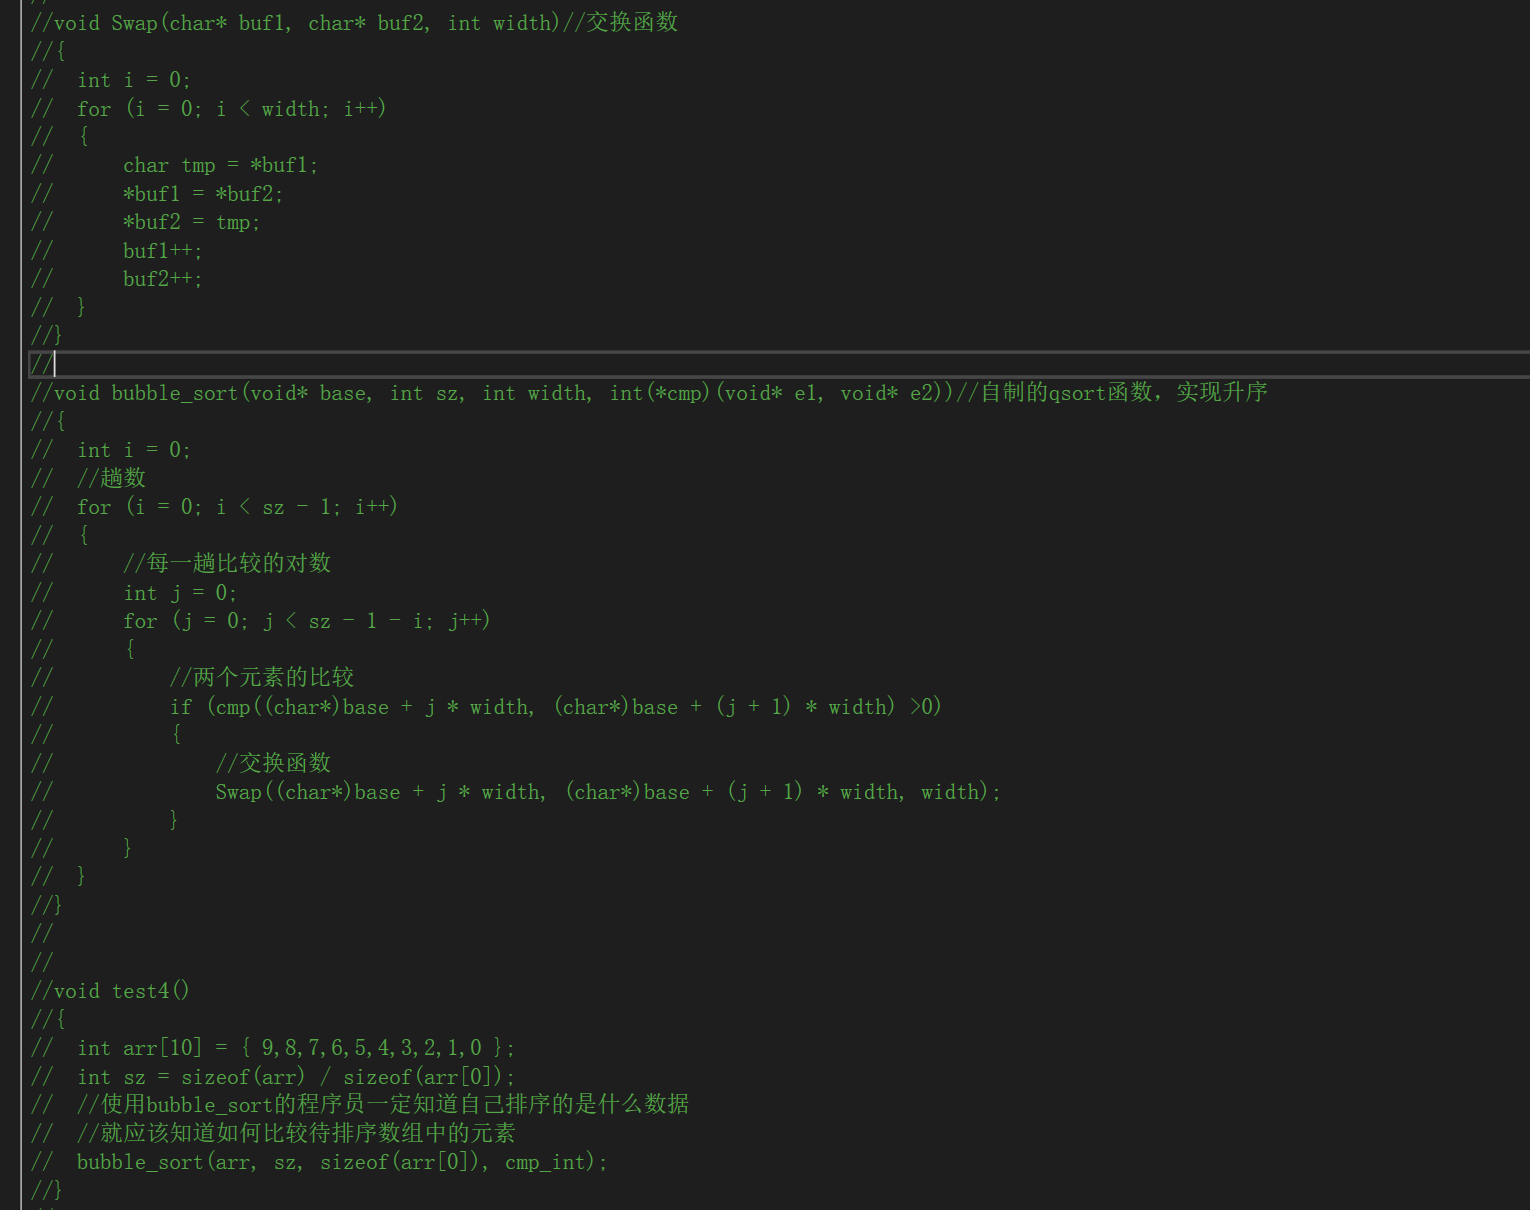 //void Swap(char* buf1, char* buf2, int width)//交换函数
//{
//  int i = 0;
//  for (i = 0; i < width; i++)
//  {
//      char tmp = *buf1;
//      *buf1 = *buf2;
//      *buf2 = tmp;
//      buf1++;
//      buf2++;
//  }
//}
//
//void bubble_sort(void* base, int sz, int width, int(*cmp)(void* e1, void* e2))//自制的qsort函数，实现升序
//{
//  int i = 0;
//  //趟数
//  for (i = 0; i < sz - 1; i++)
//  {
//      //每一趟比较的对数
//      int j = 0;
//      for (j = 0; j < sz - 1 - i; j++)
//      {
//          //两个元素的比较
//          if (cmp((char*)base + j * width, (char*)base + (j + 1) * width) >0)
//          {
//              //交换函数
//              Swap((char*)base + j * width, (char*)base + (j + 1) * width, width);
//          }
//      }
//  }
//}
//
//
//void test4()
//{
//  int arr[10] = { 9,8,7,6,5,4,3,2,1,0 };
//  int sz = sizeof(arr) / sizeof(arr[0]);
//  //使用bubble_sort的程序员一定知道自己排序的是什么数据
//  //就应该知道如何比较待排序数组中的元素
//  bubble_sort(arr, sz, sizeof(arr[0]), cmp_int);
//}